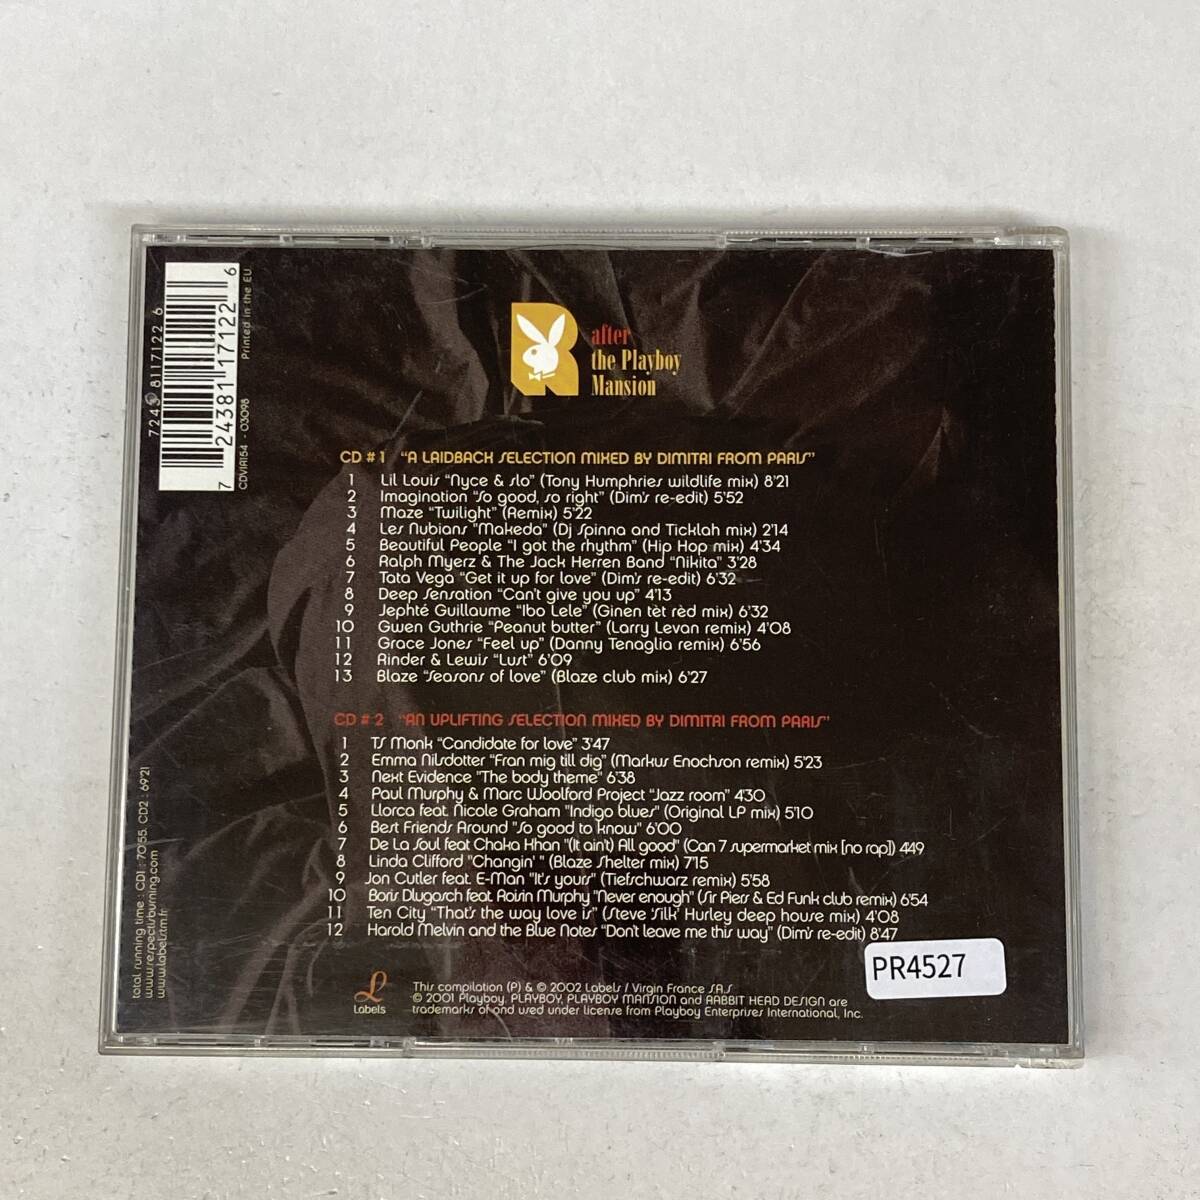 after
the Playboy
Mansion
CD # 1 "A LAIDBACK SELECTION MIXED BY DIMITRI FROM PARIS"
1 Lil Louis "Nyce & slo" (Tony Humphries wildlife mix) 8'21
2 Imagination "So good, so right" (Dim's re-edit) 5'52
3 Maze "Twilight" (Remix) 5'22
4 Les Nubians "Makeda" (Dj Spinna and Ticklah mix) 2'14
5 Beautiful People "I got the rhythm" (Hip Hop mix) 4'34
6 Ralph Myerz & The Jack Herren Band "Nikita" 3'28
7 Tata Vega "Get it up for love" (Dim's re-edit) 6'32
8 Deep Sensation "Can't give you up" 4'13
9 Jephté Guillaume "Ibo Lele" (Ginen tèt rèd mix) 6'32
10 Gwen Guthrie "Peanut butter" (Larry Levan remix) 4'08
11 Grace Jones "Feel up" (Danny Tenaglia remix) 6'56
12 Rinder & Lewis "Lust" 6'09
13 Blaze "Seasons of love" (Blaze club mix) 6'27
CD # 2 "AN UPLIFTING SELECTION MIXED BY DIMITRI FROM PARIS"
1 TS Monk "Candidate for love" 3'47
2 Emma Nilsdotter "Fran mig till dig" (Markus Enochson remix) 5'23
3 Next Evidence "The body theme" 6'38
4 Paul Murphy & Marc Woolford Project "Jazz room" 4'30
5 Llorca feat. Nicole Graham "Indigo blues" (Original LP mix) 5'10
6 Best Friends Around "So good to know" 6'00
7 De La Soul feat Chaka Khan "(It ain't) All good" (Can 7 supermarket mix [no rap]) 4'49
8 Linda Clifford "Changin' " (Blaze Shelter mix) 7'15
9 Jon Cutler feat. E-Man "It's yours" (Tiefschwarz remix) 5'58
10 Boris Dlugosch feat. Roisin Murphy "Never enough" (Sir Piers & Ed Funk club remix) 6'54
11 Ten City "That's the way love is" (Steve 'Silk' Hurley deep house mix) 4'08
12 Harold Melvin and the Blue Notes "Don't leave me this way" (Dim's re-edit) 8'47
PR4527
Labels
This compilation (P) & © 2002 Labels / Virgin France S.A.S
© 2001 Playboy. PLAYBOY, PLAYBOY MANSION and RABBIT HEAD DESIGN are
trademarks of and used under license from Playboy Enterprises International, Inc.
7243 8117122 6
7 24381 17122 6
CDVIR154 - 03098
Printed in the EU.
total running time : CD1 : 70'55, CD2 : 69'21
www.respectisburning.com
www.labels.tm.fr